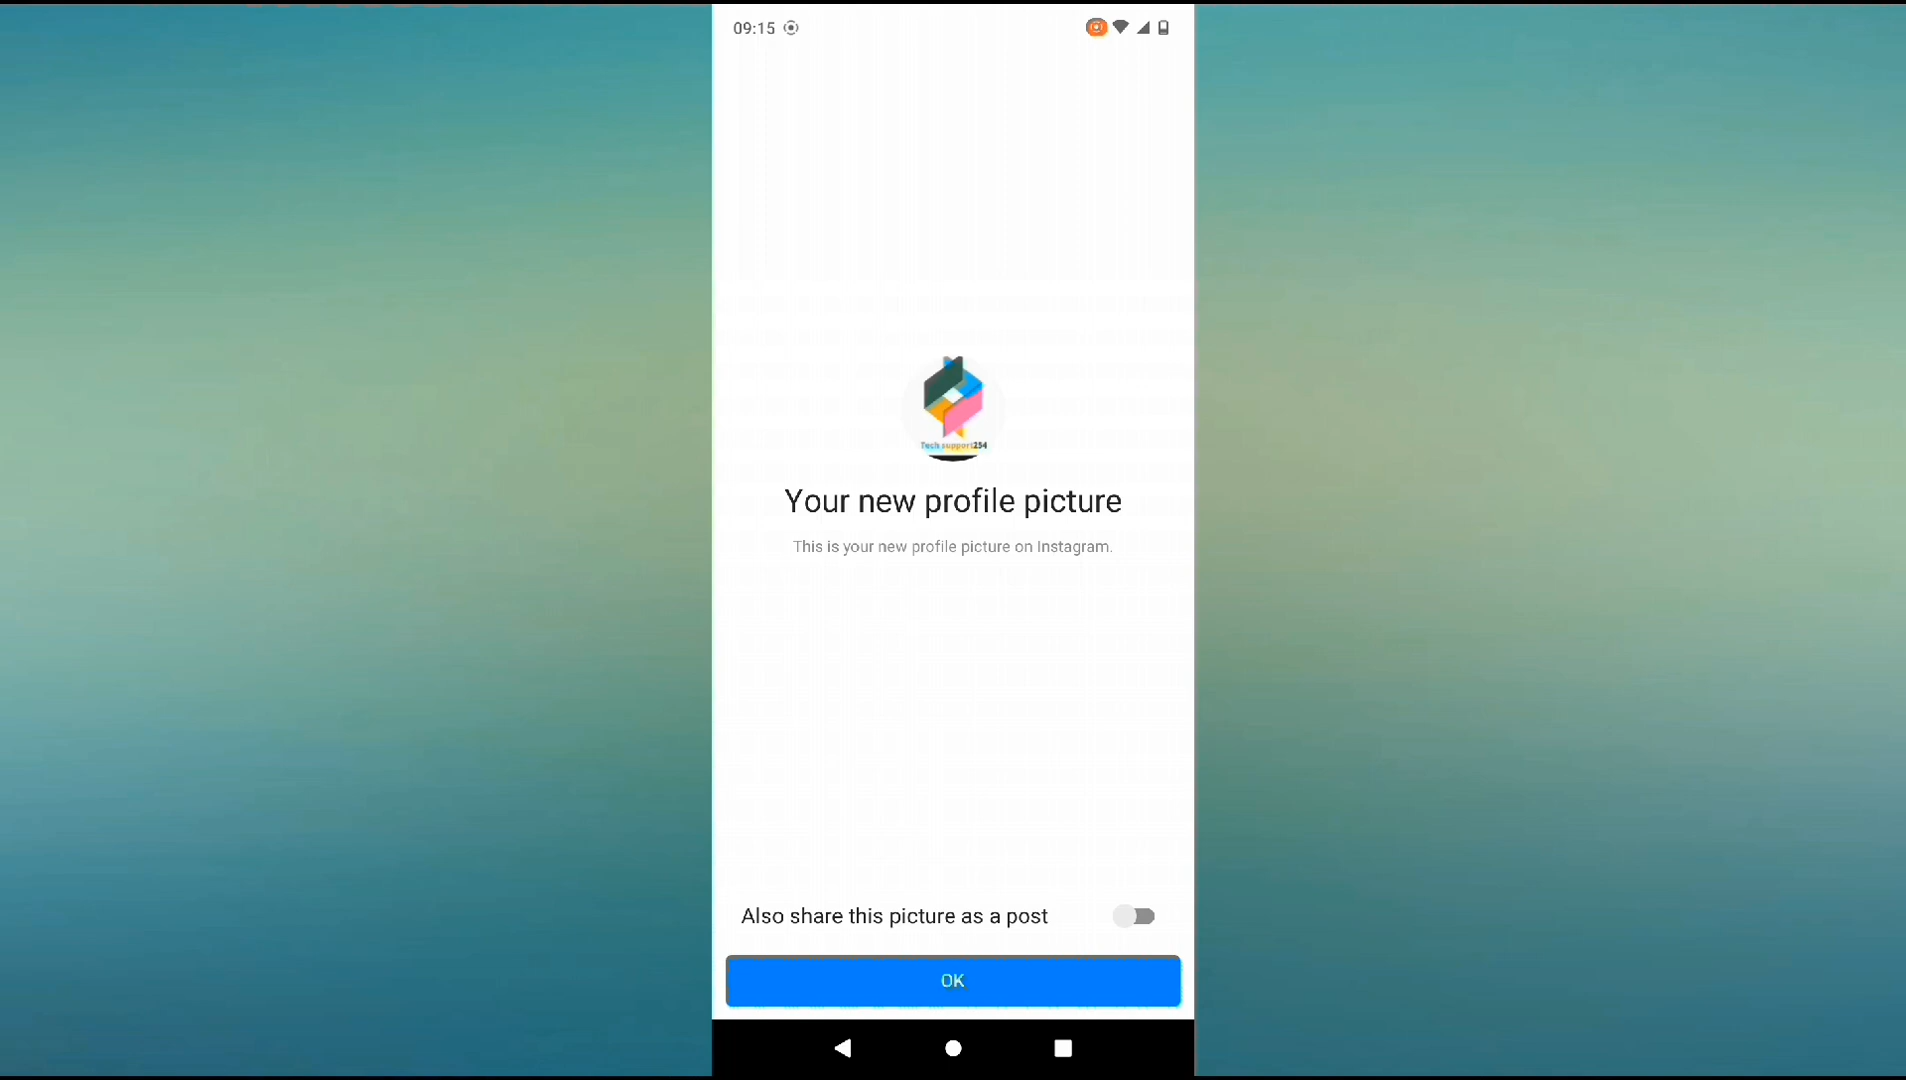 09:15
Tech support254
Your new profile picture
This is your new profile picture on Instagram.
Also share this picture as a post
OK